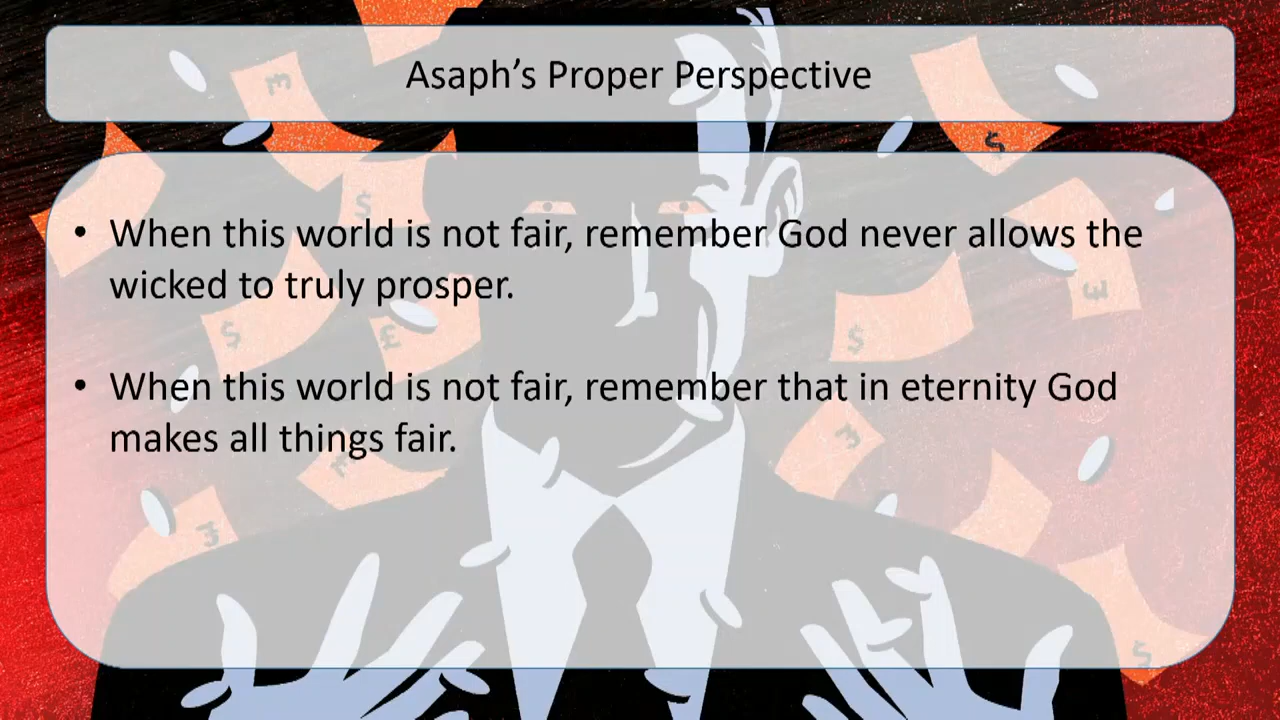 Asaph’s Proper Perspective
• When this world is not fair, remember God never allows the
wicked to truly prosper.
• When this world is not fair, remember that in eternity God
makes all things fair.